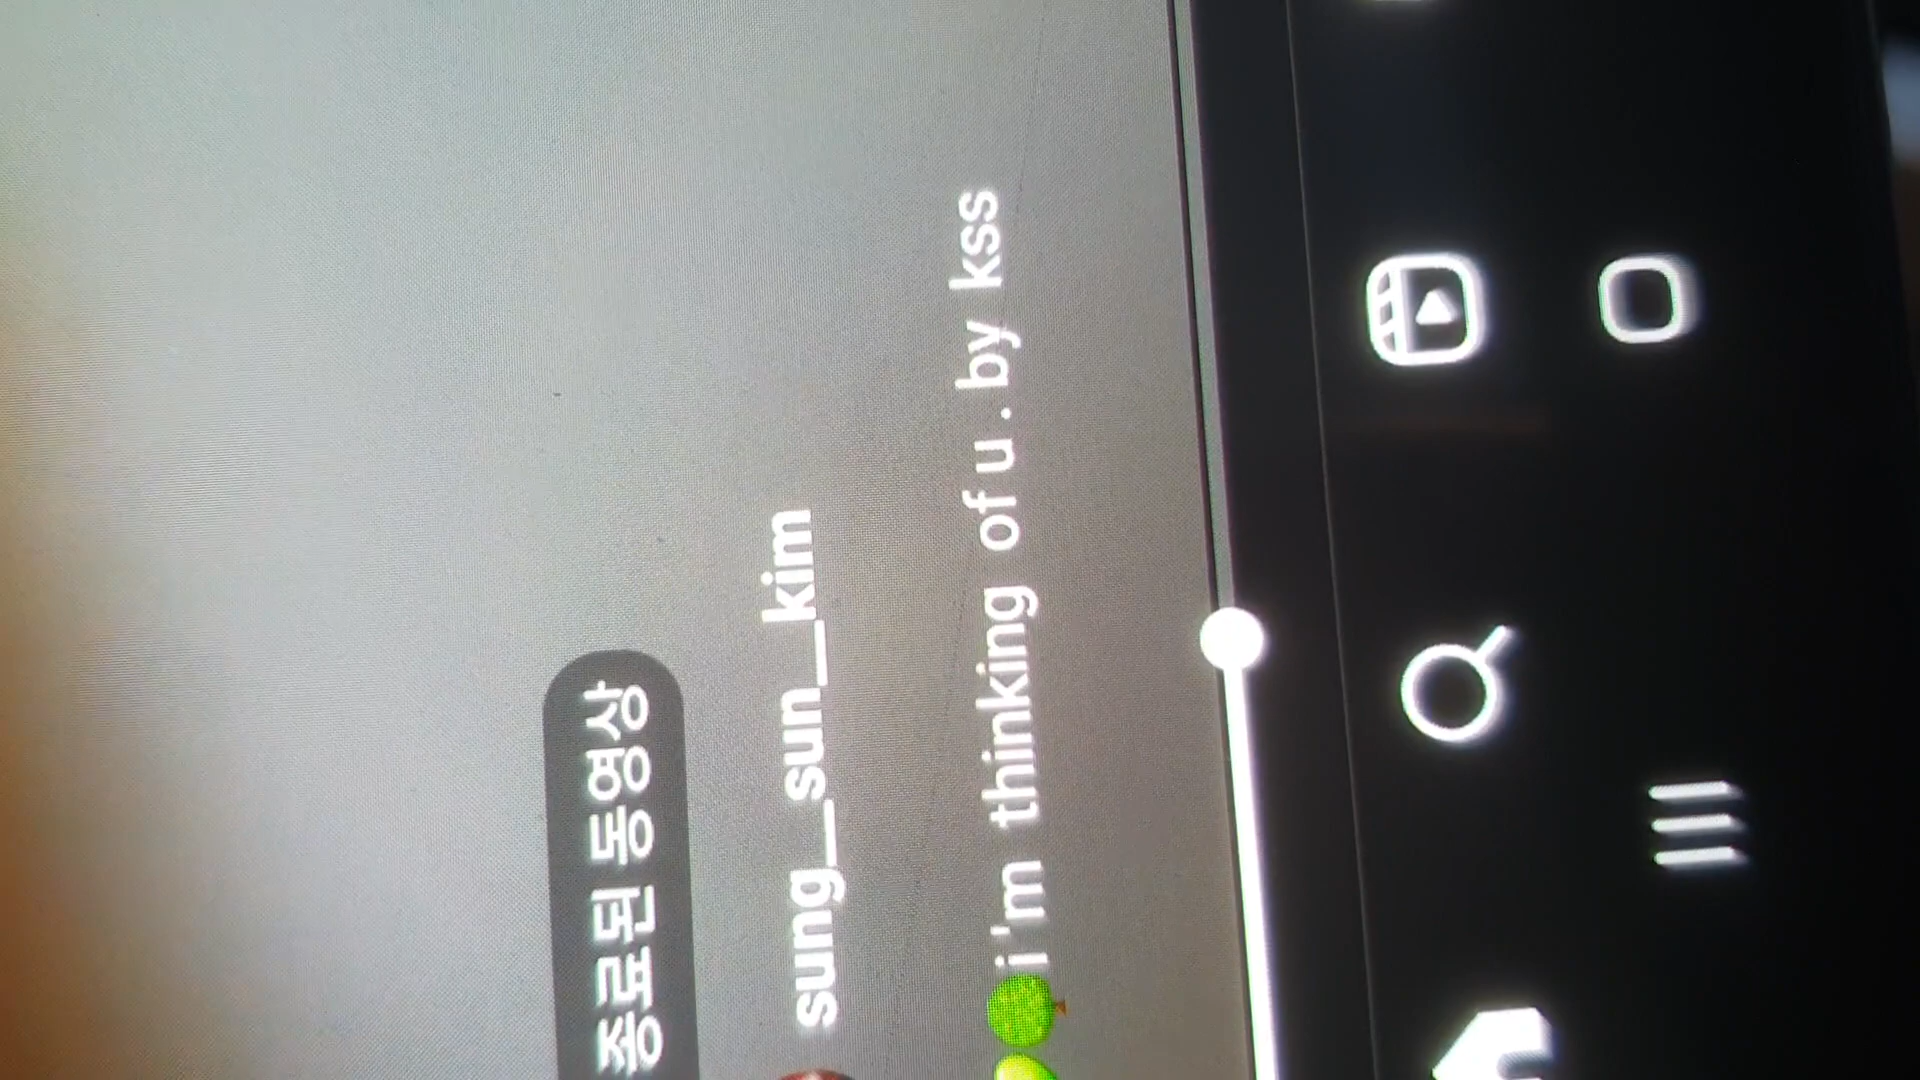 종료된 동영상
sung__sun__kim
🍏i'm thinking of u . by kss